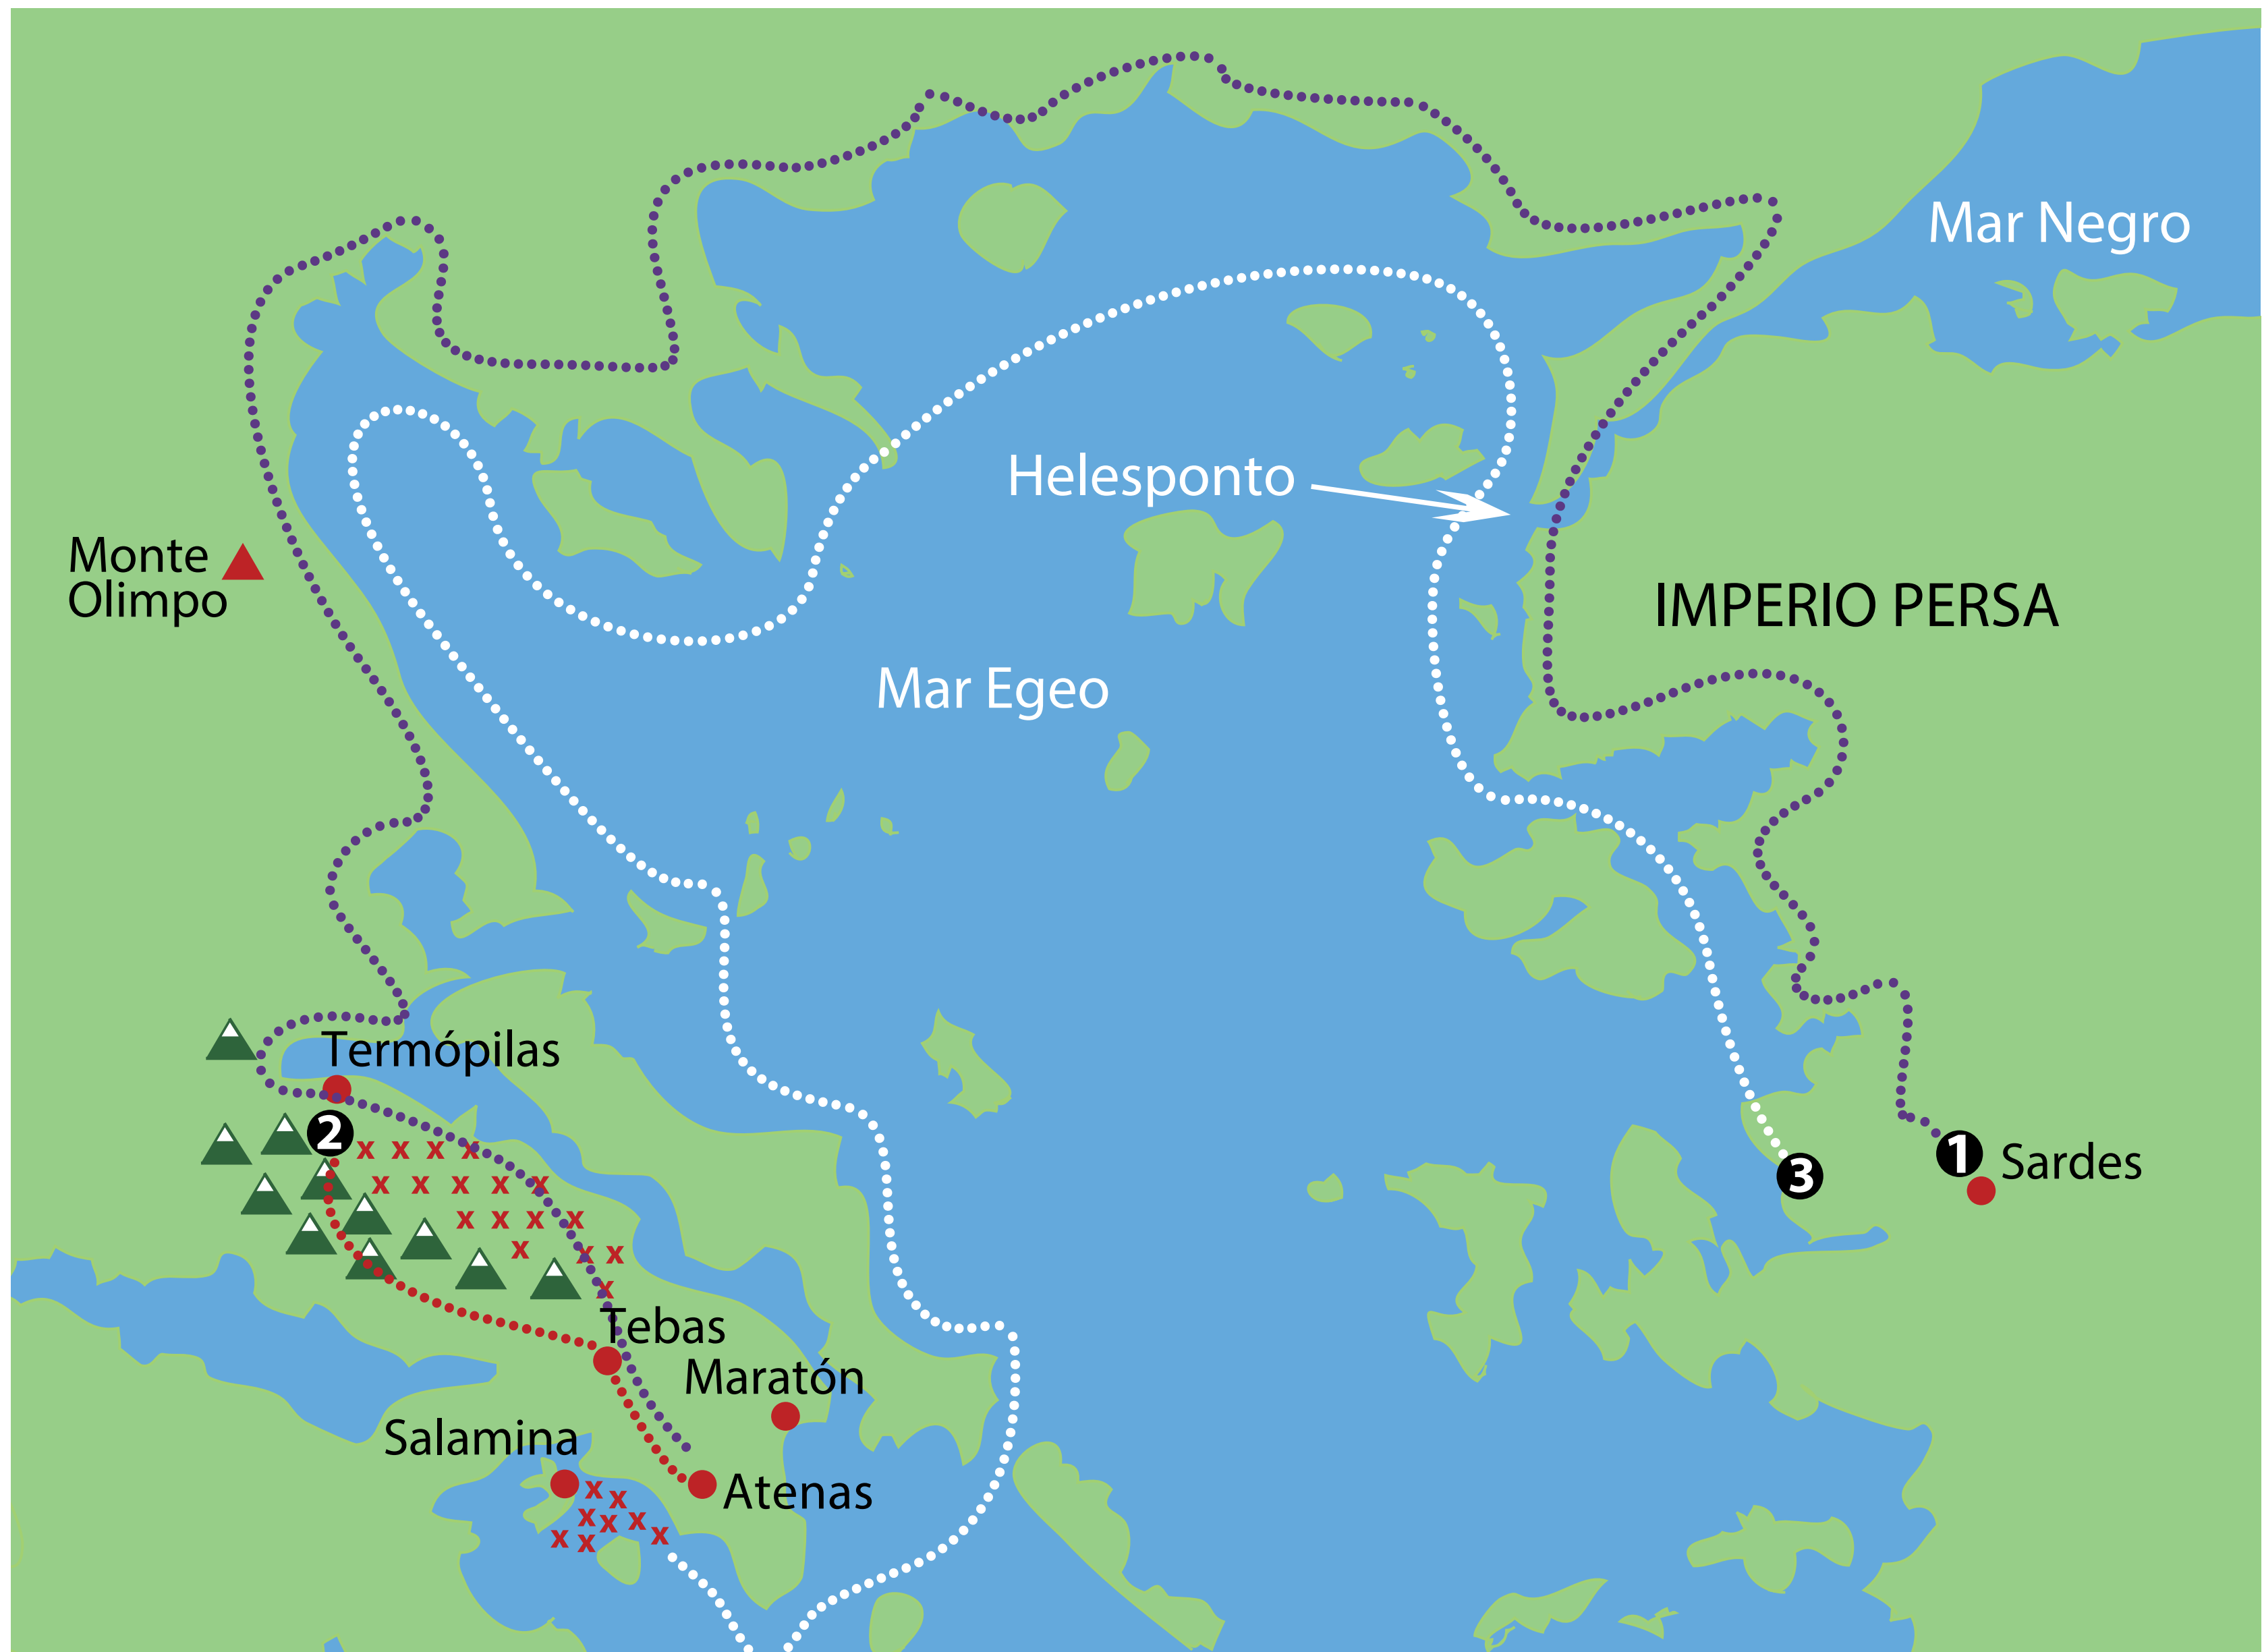 Mar Negro
Helesponto
Monte
Olimpo
IMPERIO PERSA
Mar Egeo
Termópilas
2
1
Sardes
3
x x x x
x x x x x
x x x x
x x x
x
Tebas
Maratón
Salamina
Atenas
x x
x x x
x x x